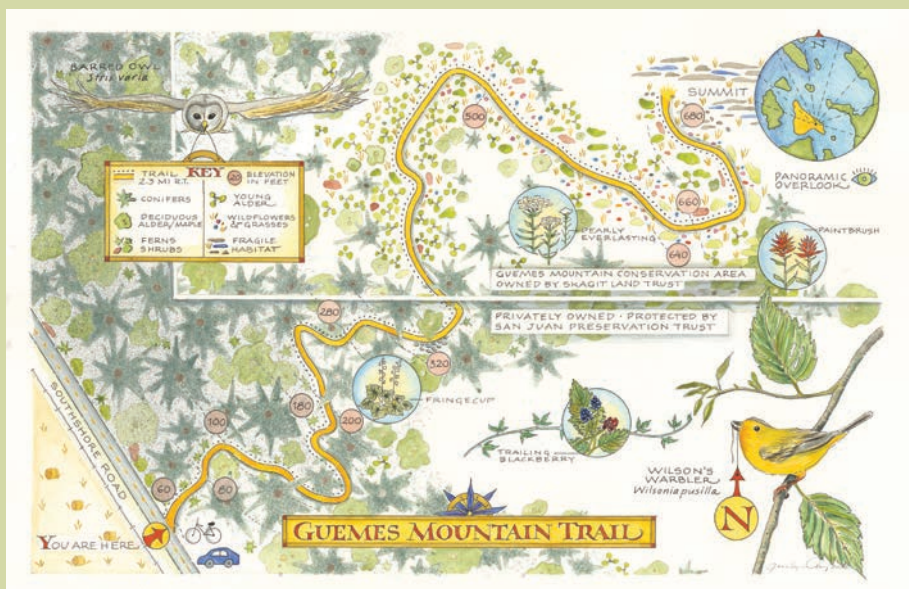 BARRED OWL
Strix varia
KEY
TRAIL
2.3 MI R.T.
CONIFERS
DECIDUOUS
ALDER/MAPLE
FERNS
SHRUBS
ELEVATION
IN FEET
YOUNG
ALDER
WILDFLOWERS
& GRASSES
FRAGILE
HABITAT
500
SUMMIT
680
N
PANORAMIC
OVERLOOK
660
640
PEARLY
EVERLASTING
PAINTBRUSH
GUEMES MOUNTAIN CONSERVATION AREA
OWNED BY SKAGIT LAND TRUST
PRIVATELY OWNED · PROTECTED BY
SAN JUAN PRESERVATION TRUST
280
320
FRINGECUP
180
200
100
60
80
SOUTHSHORE ROAD
TRAILING
BLACKBERRY
WILSON'S
WARBLER
Wilsonia pusilla
N
YOU ARE HERE
GUEMES MOUNTAIN TRAIL